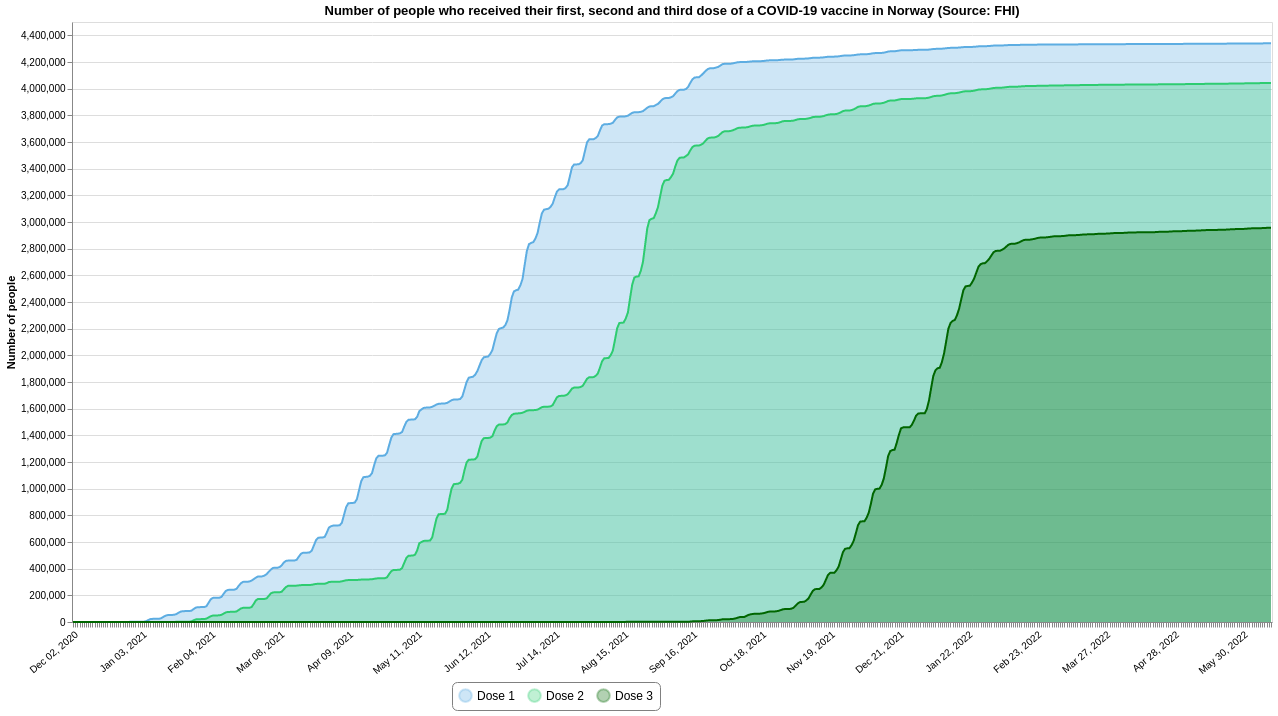 Number of people who received their first, second and third dose of a COVID-19 vaccine in Norway (Source: FHI)
Number of people
4,400,000
4,200,000
4,000,000
3,800,000
3,600,000
3,400,000
3,200,000
3,000,000
2,800,000
2,600,000
2,400,000
2,200,000
2,000,000
1,800,000
1,600,000
1,400,000
1,200,000
1,000,000
800,000
600,000
400,000
200,000
0
Dec 02, 2020
Jan 03, 2021
Feb 04, 2021
Mar 08, 2021
Apr 09, 2021
May 11, 2021
Jun 12, 2021
Jul 14, 2021
Aug 15, 2021
Sep 16, 2021
Oct 18, 2021
Nov 19, 2021
Dec 21, 2021
Jan 22, 2022
Feb 23, 2022
Mar 27, 2022
Apr 28, 2022
May 30, 2022
Dose 1 Dose 2 Dose 3